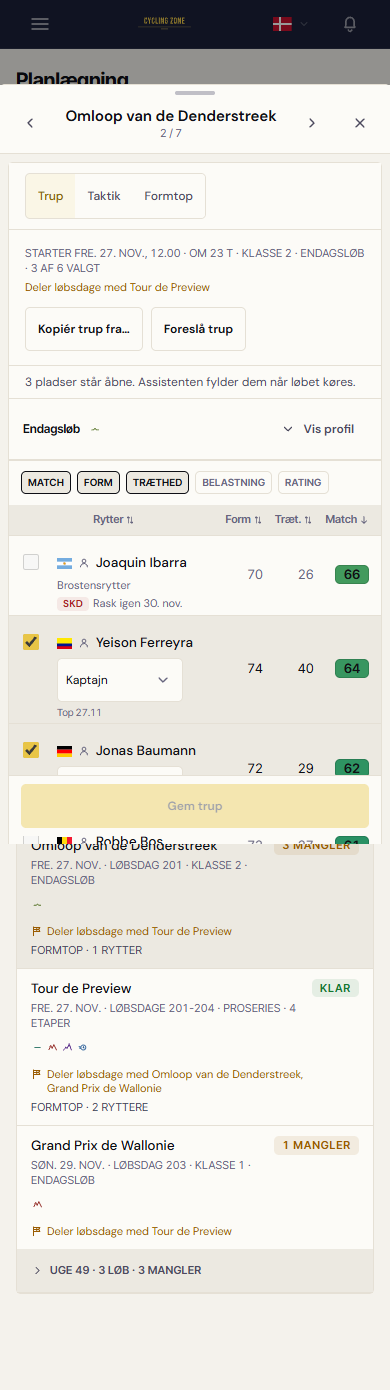 CYCLING ZONE
Planlægning
Omloop van de Denderstreek
2 / 7
Trup Taktik Formtop
STARTER FRE. 27. NOV., 12.00 · OM 23 T · KLASSE 2 · ENDAGSLØB
· 3 AF 6 VALGT
Deler løbsdage med Tour de Preview
Kopiér trup fra… Foreslå trup
3 pladser står åbne. Assistenten fylder dem når løbet køres.
Endagsløb Vis profil
MATCH FORM TRÆTHED BELASTNING RATING
Rytter ⇅ Form ⇅ Træt. ⇅ Match ↓
Joaquin Ibarra 70 26 66
Brostensrytter
SKD Rask igen 30. nov.
Yeison Ferreyra
Kaptajn 74 40 64
Top 27.11
Jonas Baumann
72 29 62
Gem trup
Robbe Bos
Omloop van de Denderstreek 3 MANGLER
FRE. 27. NOV. · LØBSDAG 201 · KLASSE 2 ·
ENDAGSLØB
Deler løbsdage med Tour de Preview
FORMTOP · 1 RYTTER
Tour de Preview KLAR
FRE. 27. NOV. · LØBSDAGE 201-204 · PROSERIES · 4
ETAPER
Deler løbsdage med Omloop van de Denderstreek,
Grand Prix de Wallonie
FORMTOP · 2 RYTTERE
Grand Prix de Wallonie 1 MANGLER
SØN. 29. NOV. · LØBSDAG 203 · KLASSE 1 ·
ENDAGSLØB
Deler løbsdage med Tour de Preview
UGE 49 · 3 LØB · 3 MANGLER